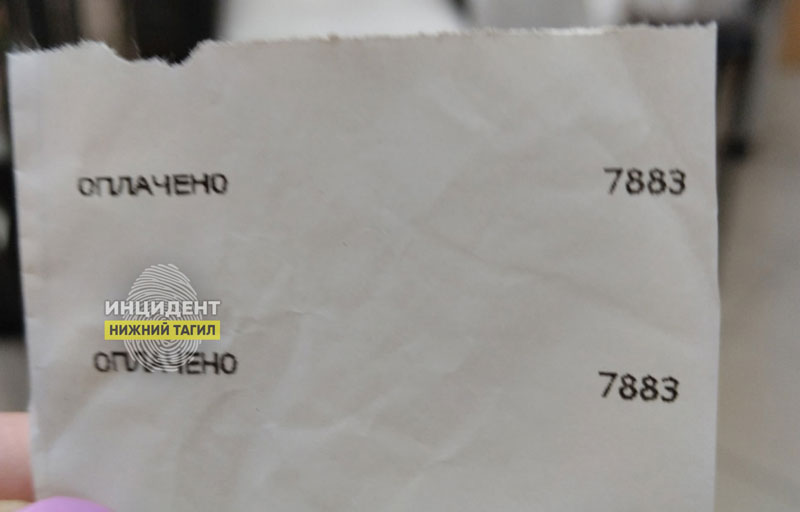 ОПЛАЧЕНО 7883
ИНЦИДЕНТ
НИЖНИЙ ТАГИЛ
ОПЛАЧЕНО 7883